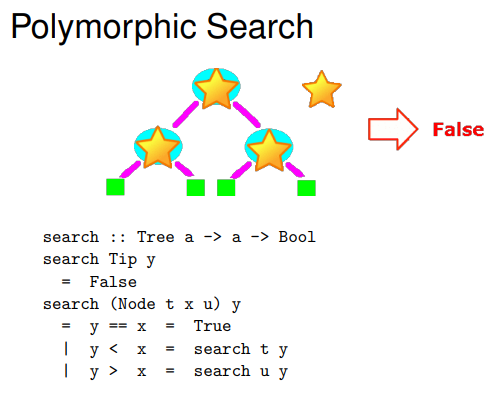 Polymorphic Search
False
search :: Tree a -> a -> Bool
search Tip y
  =  False
search (Node t x u) y
  =  y == x  =  True
  |  y <  x  =  search t y
  |  y >  x  =  search u y